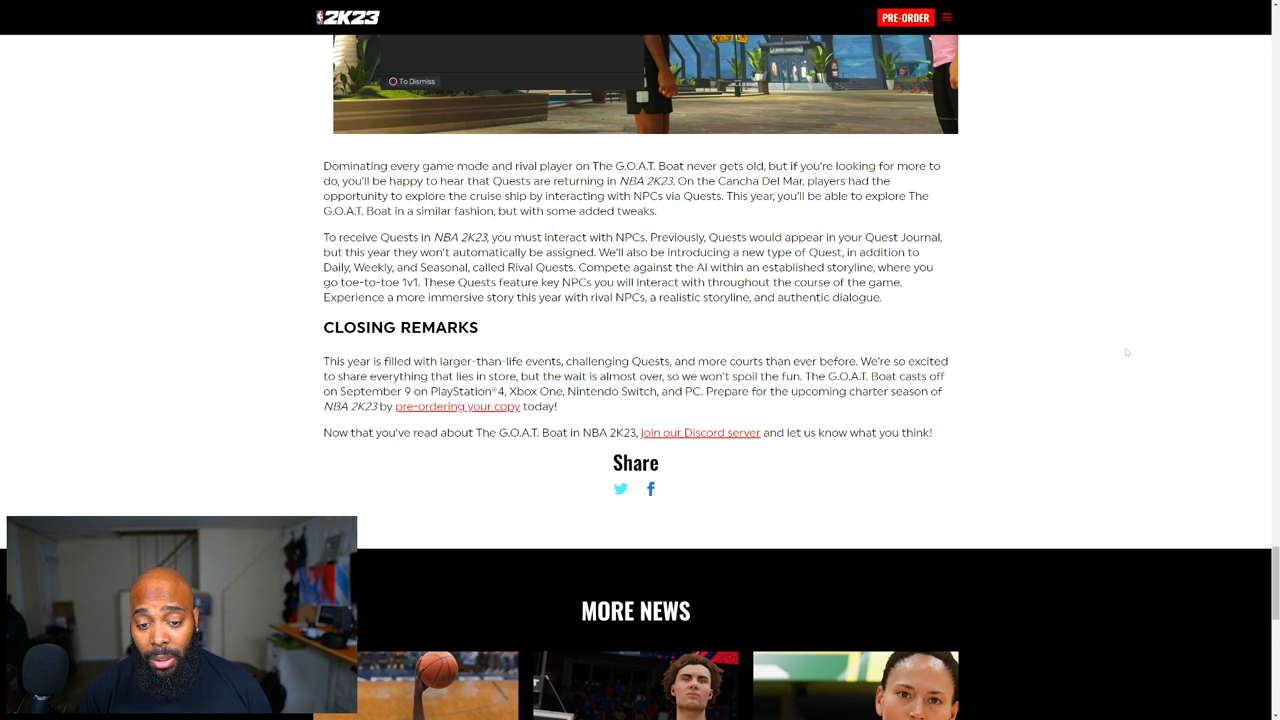 2K23
PRE-ORDER
To Dismiss
Dominating every game mode and rival player on The G.O.A.T. Boat never gets old, but if you're looking for more to
do, you'll be happy to hear that Quests are returning in NBA 2K23. On the Cancha Del Mar, players had the
opportunity to explore the cruise ship by interacting with NPCs via Quests. This year, you'll be able to explore The
G.O.A.T. Boat in a similar fashion, but with some added tweaks.
To receive Quests in NBA 2K23, you must interact with NPCs. Previously, Quests would appear in your Quest Journal,
but this year they won't automatically be assigned. We'll also be introducing a new type of Quest, in addition to
Daily, Weekly, and Seasonal, called Rival Quests. Compete against the AI within an established storyline, where you
go toe-to-toe 1v1. These Quests feature key NPCs you will interact with throughout the course of the game.
Experience a more immersive story this year with rival NPCs, a realistic storyline, and authentic dialogue.
CLOSING REMARKS
This year is filled with larger-than-life events, challenging Quests, and more courts than ever before. We're so excited
to share everything that lies in store, but the wait is almost over, so we won't spoil the fun. The G.O.A.T. Boat casts off
on September 9 on PlayStation®4, Xbox One, Nintendo Switch, and PC. Prepare for the upcoming charter season of
NBA 2K23 by pre-ordering your copy today!
Now that you've read about The G.O.A.T. Boat in NBA 2K23, join our Discord server and let us know what you think!
Share
MORE NEWS